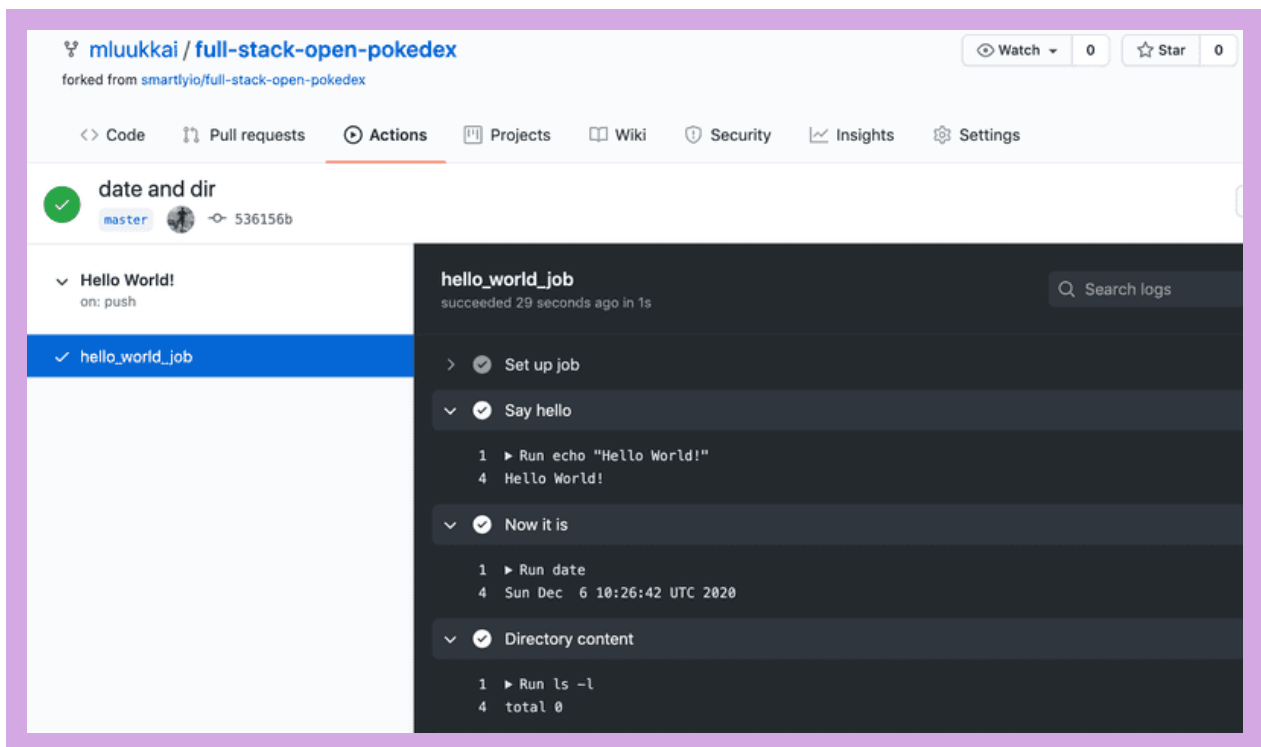 mluukkai / full-stack-open-pokedex
Watch 0 Star 0
forked from smartlyio/full-stack-open-pokedex
Code Pull requests Actions Projects Wiki Security Insights Settings
date and dir
master 536156b
Hello World!
on: push
hello_world_job
hello_world_job
succeeded 29 seconds ago in 1s
Search logs
Set up job
Say hello
1 ▸ Run echo "Hello World!"
4 Hello World!
Now it is
1 ▸ Run date
4 Sun Dec  6 10:26:42 UTC 2020
Directory content
1 ▸ Run ls -l
4 total 0